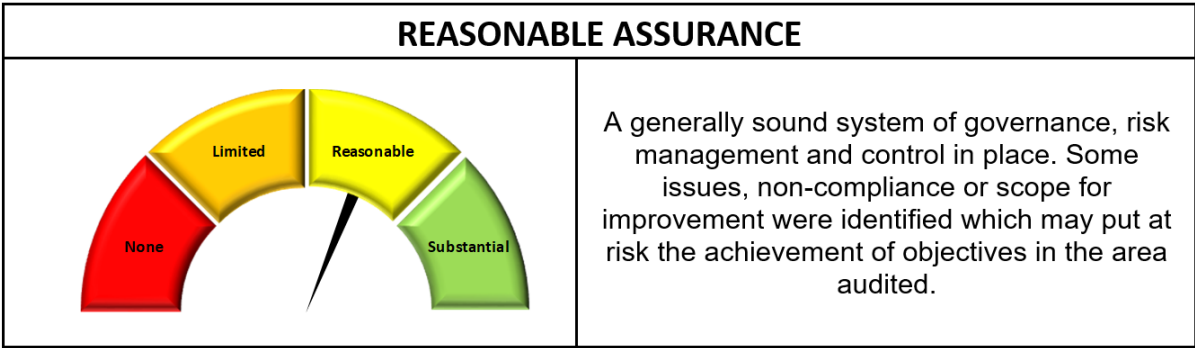 REASONABLE ASSURANCE
Limited
Reasonable
None
Substantial
A generally sound system of governance, risk
management and control in place. Some
issues, non-compliance or scope for
improvement were identified which may put at
risk the achievement of objectives in the area
audited.